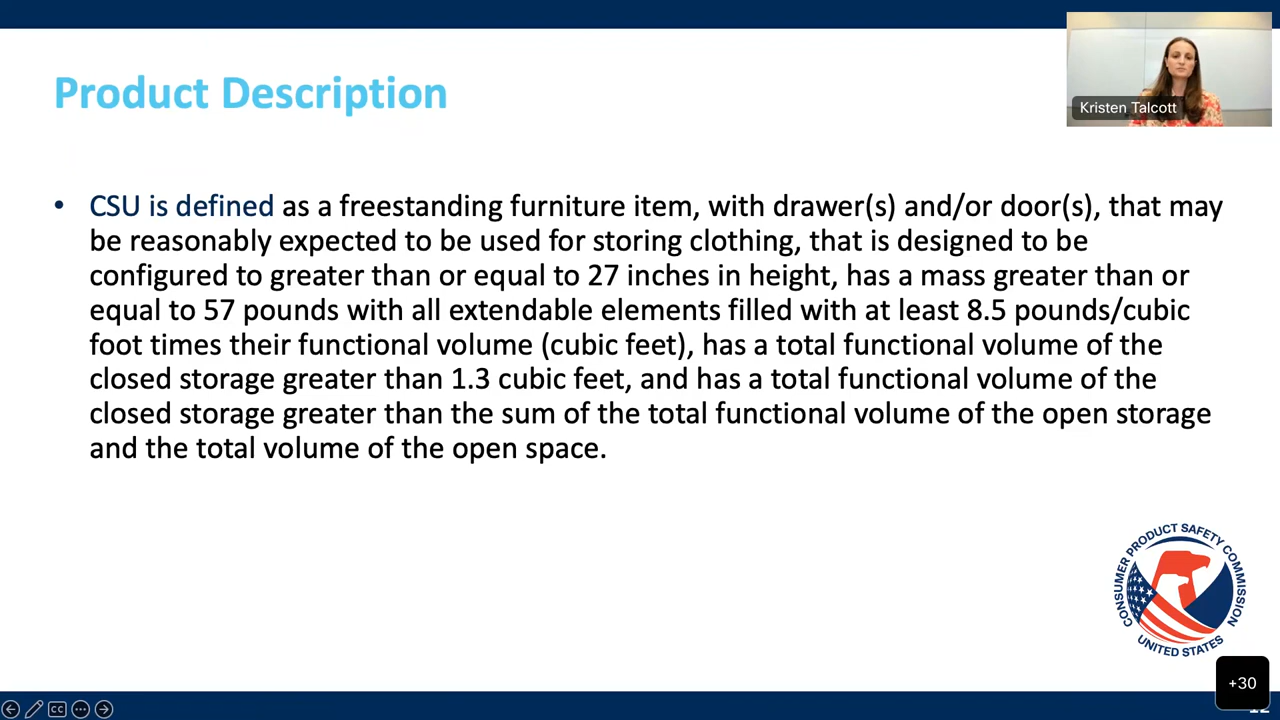 Product Description
Kristen Talcott
• CSU is defined as a freestanding furniture item, with drawer(s) and/or door(s), that may
be reasonably expected to be used for storing clothing, that is designed to be
configured to greater than or equal to 27 inches in height, has a mass greater than or
equal to 57 pounds with all extendable elements filled with at least 8.5 pounds/cubic
foot times their functional volume (cubic feet), has a total functional volume of the
closed storage greater than 1.3 cubic feet, and has a total functional volume of the
closed storage greater than the sum of the total functional volume of the open storage
and the total volume of the open space.
CONSUMER PRODUCT SAFETY COMMISSION
UNITED STATES
+30
CC